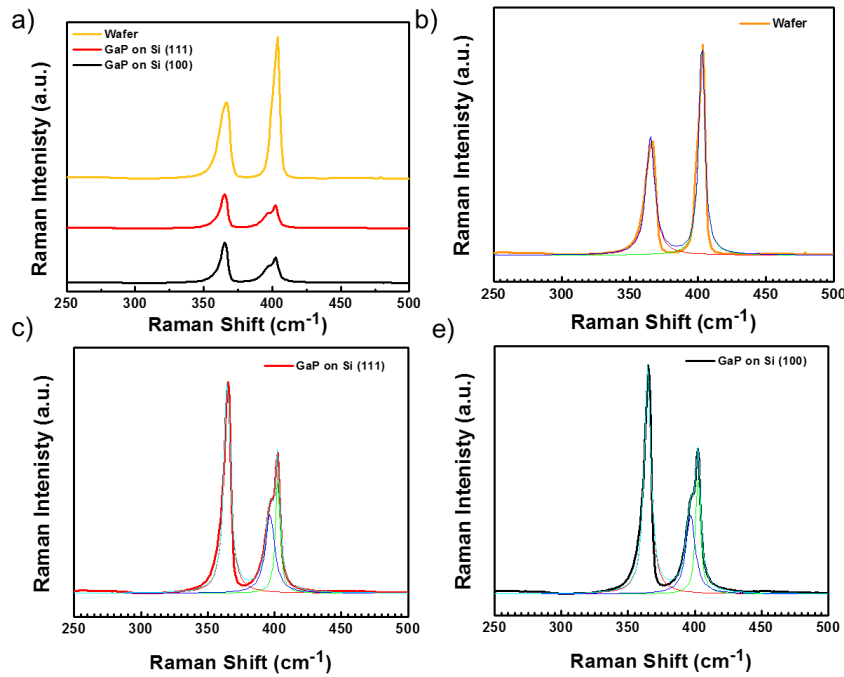 a)
Wafer
GaP on Si (111)
GaP on Si (100)
Raman Intenisty (a.u.)
250 300 350 400 450 500
Raman Shift (cm-1)
b)
Wafer
Raman Intenisty (a.u.)
250 300 350 400 450 500
Raman Shift (cm-1)
c)
GaP on Si (111)
Raman Intenisty (a.u.)
250 300 350 400 450 500
Raman Shift (cm-1)
e)
GaP on Si (100)
Raman Intenisty (a.u.)
250 300 350 400 450 500
Raman Shift (cm-1)